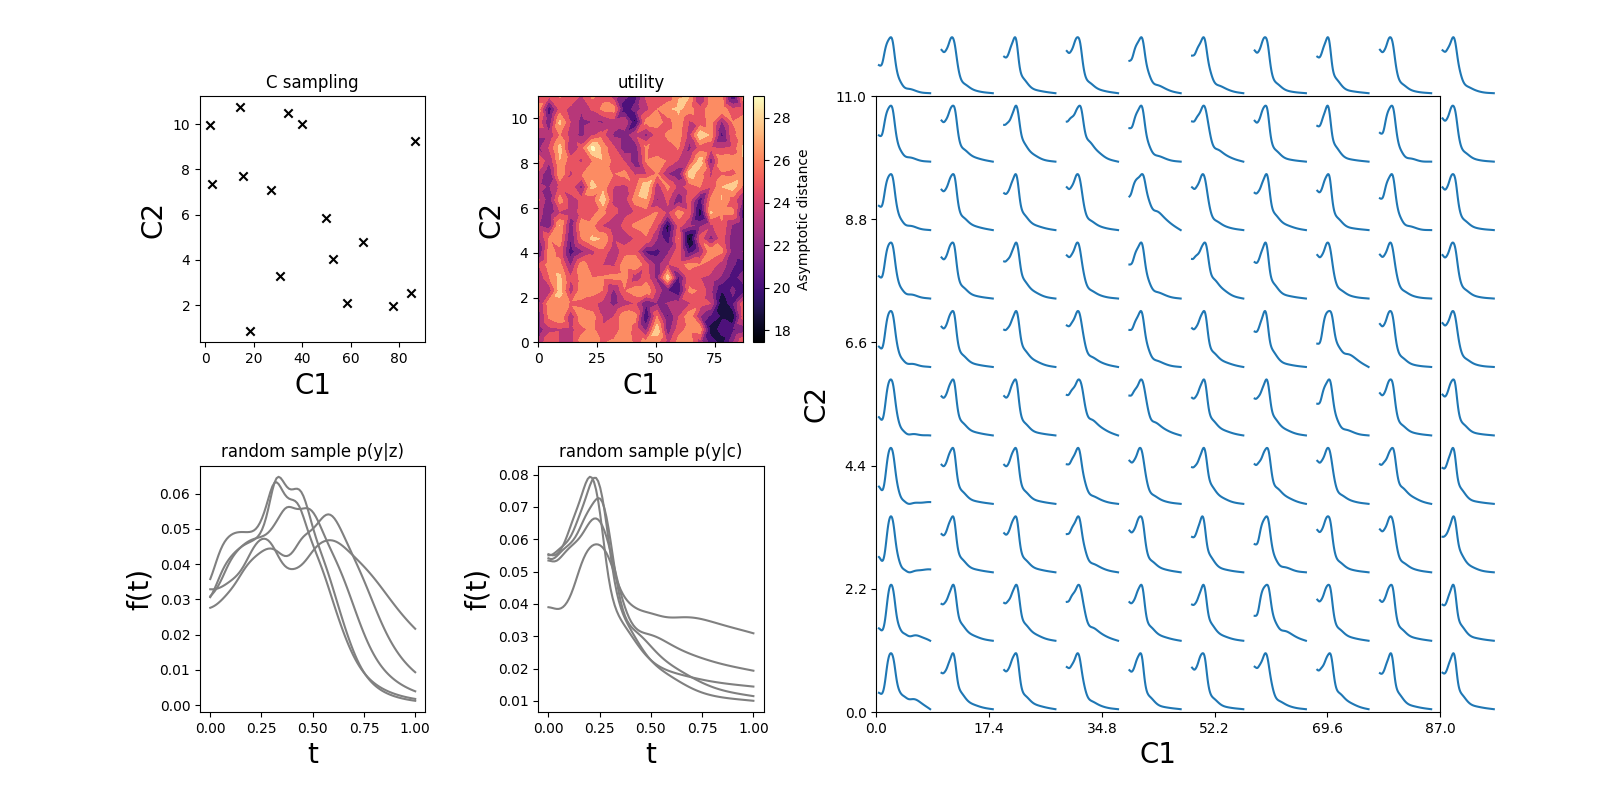 C sampling
C2
10
8
6
4
2
0 20 40 60 80
C1
utility
C2
10
8
6
4
2
0
0 25 50 75
C1
28
26
24
22
20
18
Asymptotic distance
random sample p(y|z)
f(t)
0.06
0.05
0.04
0.03
0.02
0.01
0.00
0.00 0.25 0.50 0.75 1.00
t
random sample p(y|c)
f(t)
0.08
0.07
0.06
0.05
0.04
0.03
0.02
0.01
0.00 0.25 0.50 0.75 1.00
t
C2
11.0
8.8
6.6
4.4
2.2
0.0
0.0 17.4 34.8 52.2 69.6 87.0
C1